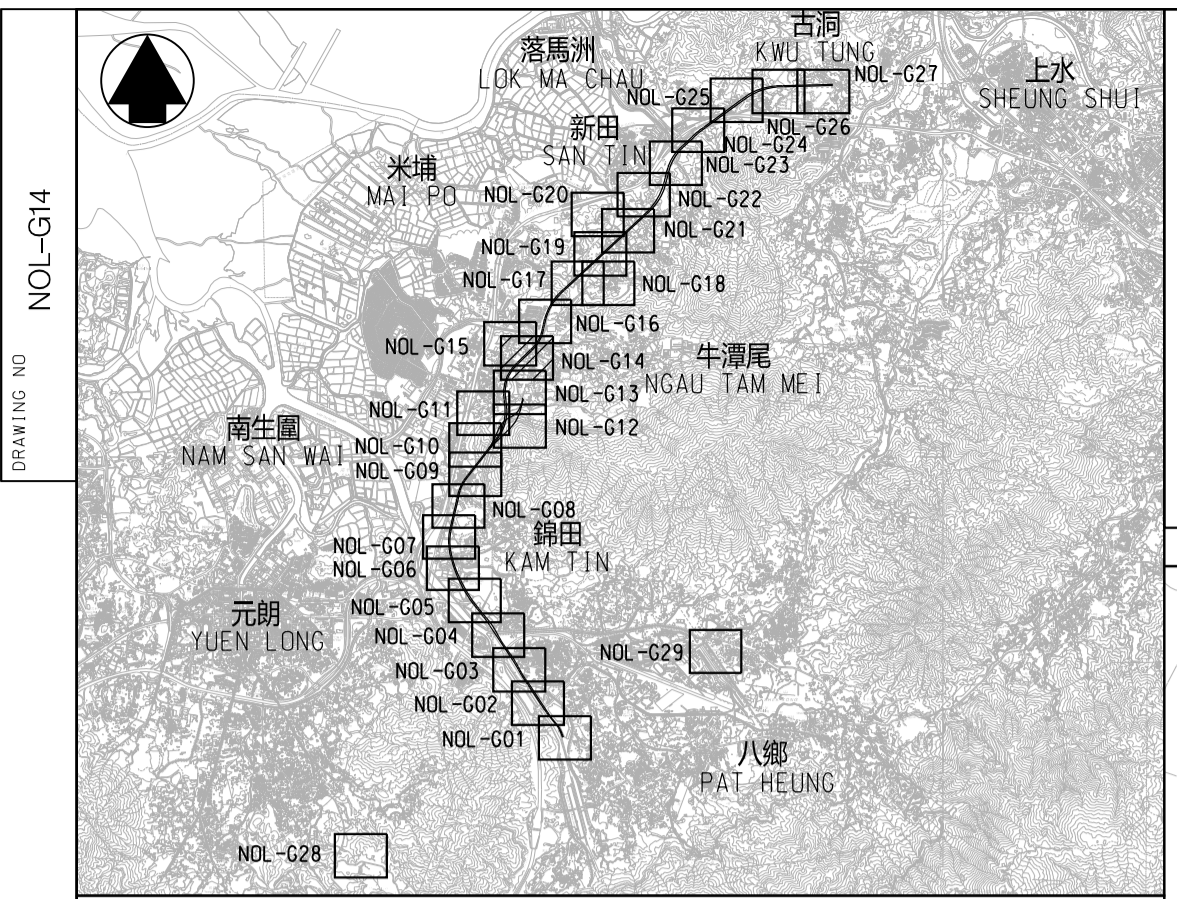 NOL-G14
DRAWING NO
古洞
KWU TUNG
落馬洲
LOK MA CHAU
上水
SHEUNG SHUI
NOL-G27
NOL-G25
NOL-G26
新田
SAN TIN
NOL-G24
NOL-G23
米埔
MAI PO
NOL-G20
NOL-G22
NOL-G21
NOL-G19
NOL-G17
NOL-G18
NOL-G16
NOL-G15
NOL-G14
牛潭尾
NGAU TAM MEI
NOL-G13
NOL-G11
NOL-G12
南生圍
NAM SAN WAI
NOL-G10
NOL-G09
NOL-G08
錦田
KAM TIN
NOL-G07
NOL-G06
NOL-G05
元朗
YUEN LONG
NOL-G04
NOL-G29
NOL-G03
NOL-G02
NOL-G01
八鄉
PAT HEUNG
NOL-G28